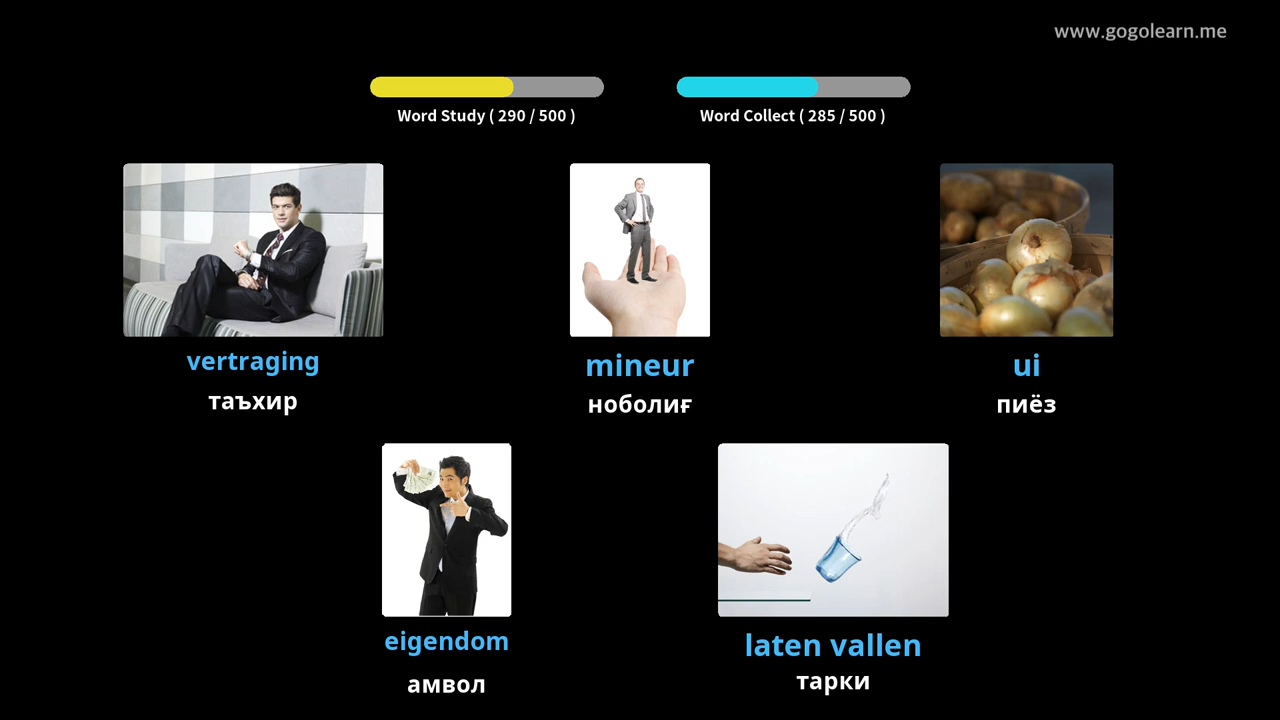 www.gogolearn.me
Word Study ( 290 / 500 )
Word Collect ( 285 / 500 )
vertraging
таъхир
mineur
ноболиғ
ui
пиёз
eigendom
амвол
laten vallen
тарки